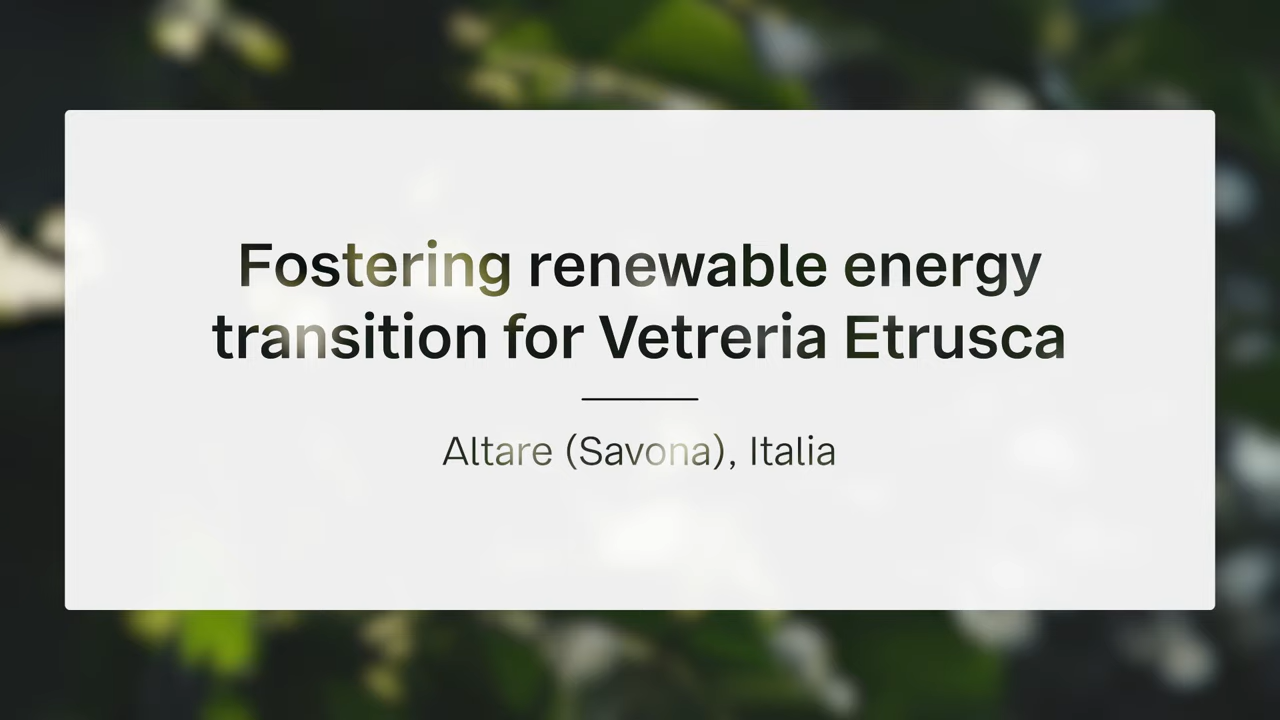 Fostering renewable energy
transition for Vetreria Etrusca
Altare (Savona), Italia